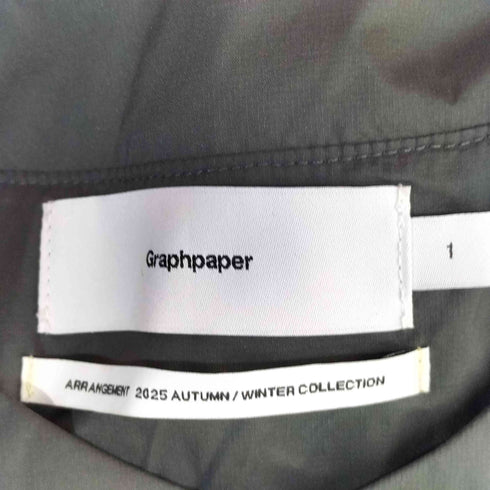 Graphpaper
1
ARRANGEMENT 2025 AUTUMN / WINTER COLLECTION